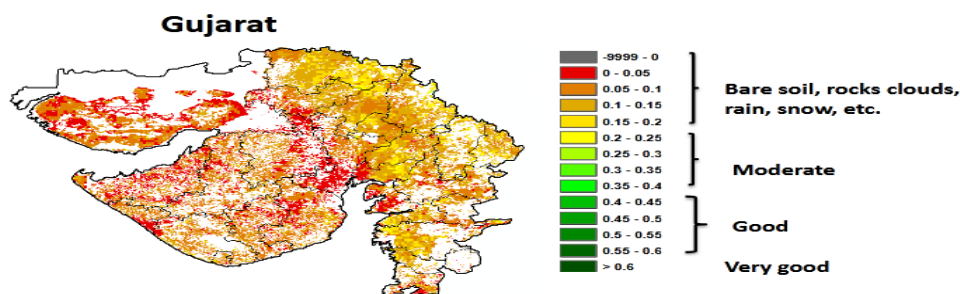 Gujarat
-9999 - 0
0 - 0.05
0.05 - 0.1
0.1 - 0.15
0.15 - 0.2
0.2 - 0.25
0.25 - 0.3
0.3 - 0.35
0.35 - 0.4
0.4 - 0.45
0.45 - 0.5
0.5 - 0.55
0.55 - 0.6
> 0.6
Bare soil, rocks clouds,
rain, snow, etc.
Moderate
Good
Very good